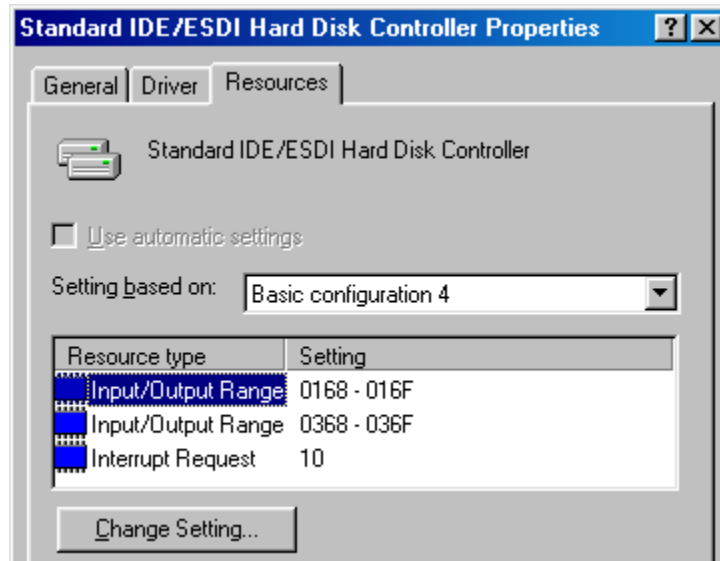 Standard IDE/ESDI Hard Disk Controller Properties ? X
General Driver Resources
Standard IDE/ESDI Hard Disk Controller
Use automatic settings
Setting based on: Basic configuration 4
Resource type Setting
Input/Output Range 0168 - 016F
Input/Output Range 0368 - 036F
Interrupt Request 10
Change Setting...